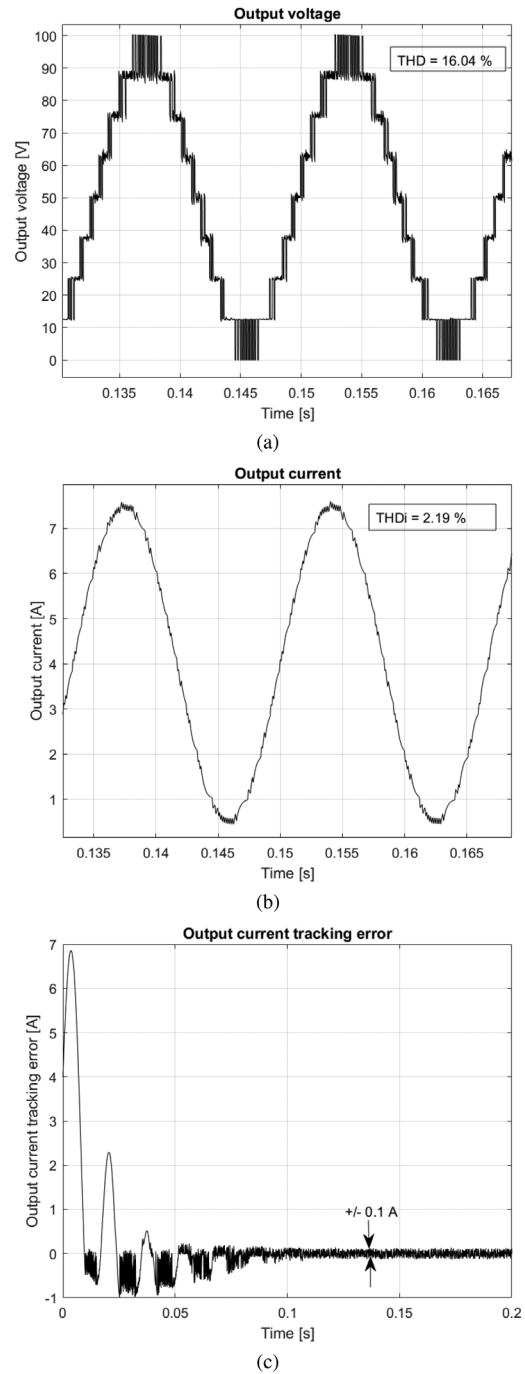 Output voltage
THD = 16.04 %
100
90
80
70
60
50
40
30
20
10
0
Output voltage [V]
0.135 0.14 0.145 0.15 0.155 0.16 0.165
Time [s]
(a)
Output current
THDi = 2.19 %
7
6
5
4
3
2
1
Output current [A]
0.135 0.14 0.145 0.15 0.155 0.16 0.165
Time [s]
(b)
Output current tracking error
7
6
5
4
3
2
1
0
-1
Output current tracking error [A]
+/- 0.1 A
0 0.05 0.1 0.15 0.2
Time [s]
(c)